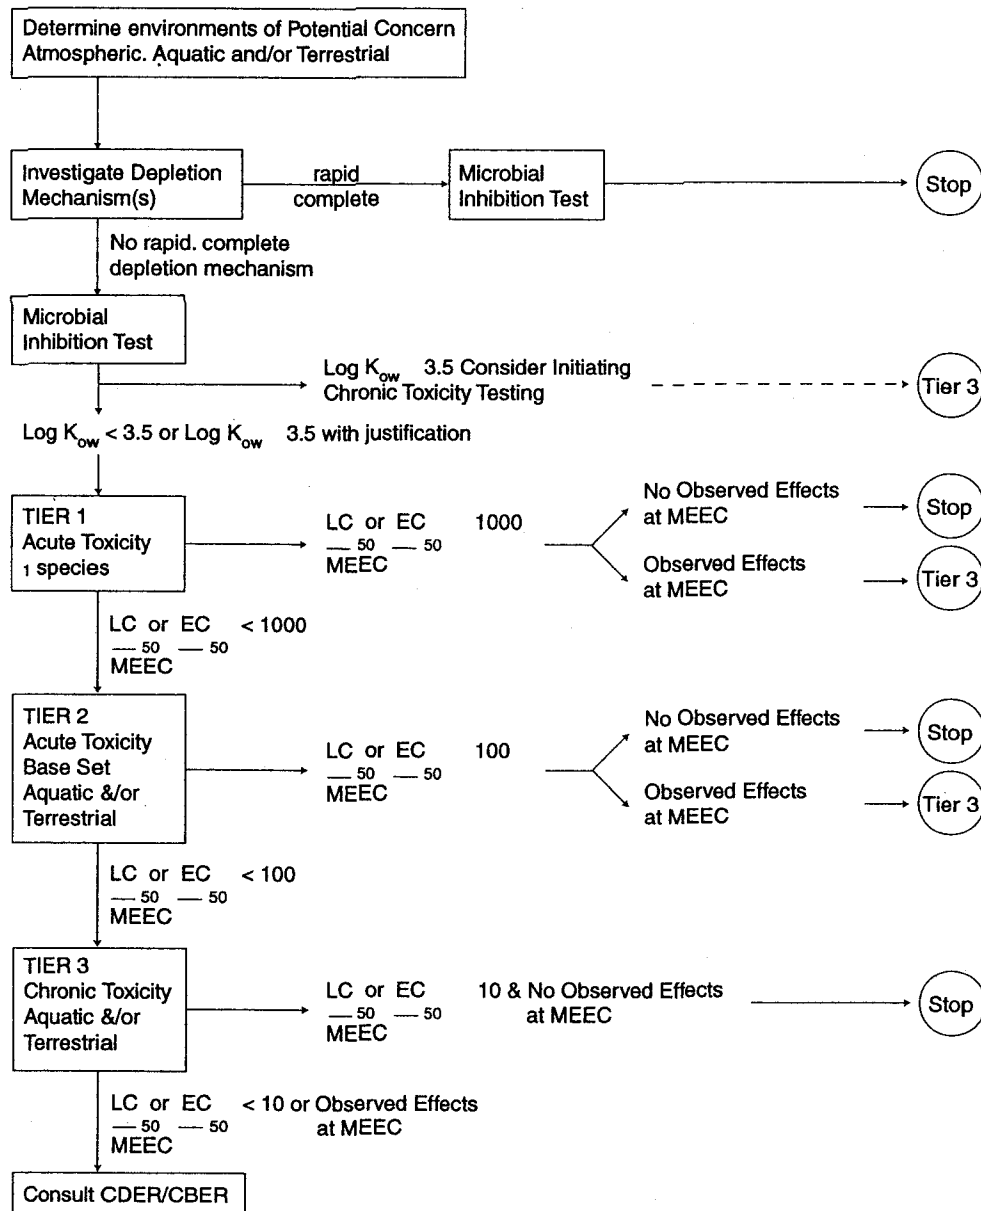 Determine environments of Potential Concern
Atmospheric. Aquatic and/or Terrestrial
Investigate Depletion
Mechanism(s)
rapid
complete
Microbial
Inhibition Test
Stop
No rapid. complete
depletion mechanism
Microbial
Inhibition Test
Log Kow 3.5 Consider Initiating
Chronic Toxicity Testing
Tier 3
Log Kow < 3.5 or Log Kow 3.5 with justification
TIER 1
Acute Toxicity
1 species
LC or EC 1000
50 50
MEEC
No Observed Effects
at MEEC
Stop
Observed Effects
at MEEC
Tier 3
LC or EC < 1000
50 50
MEEC
TIER 2
Acute Toxicity
Base Set
Aquatic &/or
Terrestrial
LC or EC 100
50 50
MEEC
No Observed Effects
at MEEC
Stop
Observed Effects
at MEEC
Tier 3
LC or EC < 100
50 50
MEEC
TIER 3
Chronic Toxicity
Aquatic &/or
Terrestrial
LC or EC 10 & No Observed Effects
50 50 at MEEC
MEEC
Stop
LC or EC < 10 or Observed Effects
50 50 at MEEC
MEEC
Consult CDER/CBER